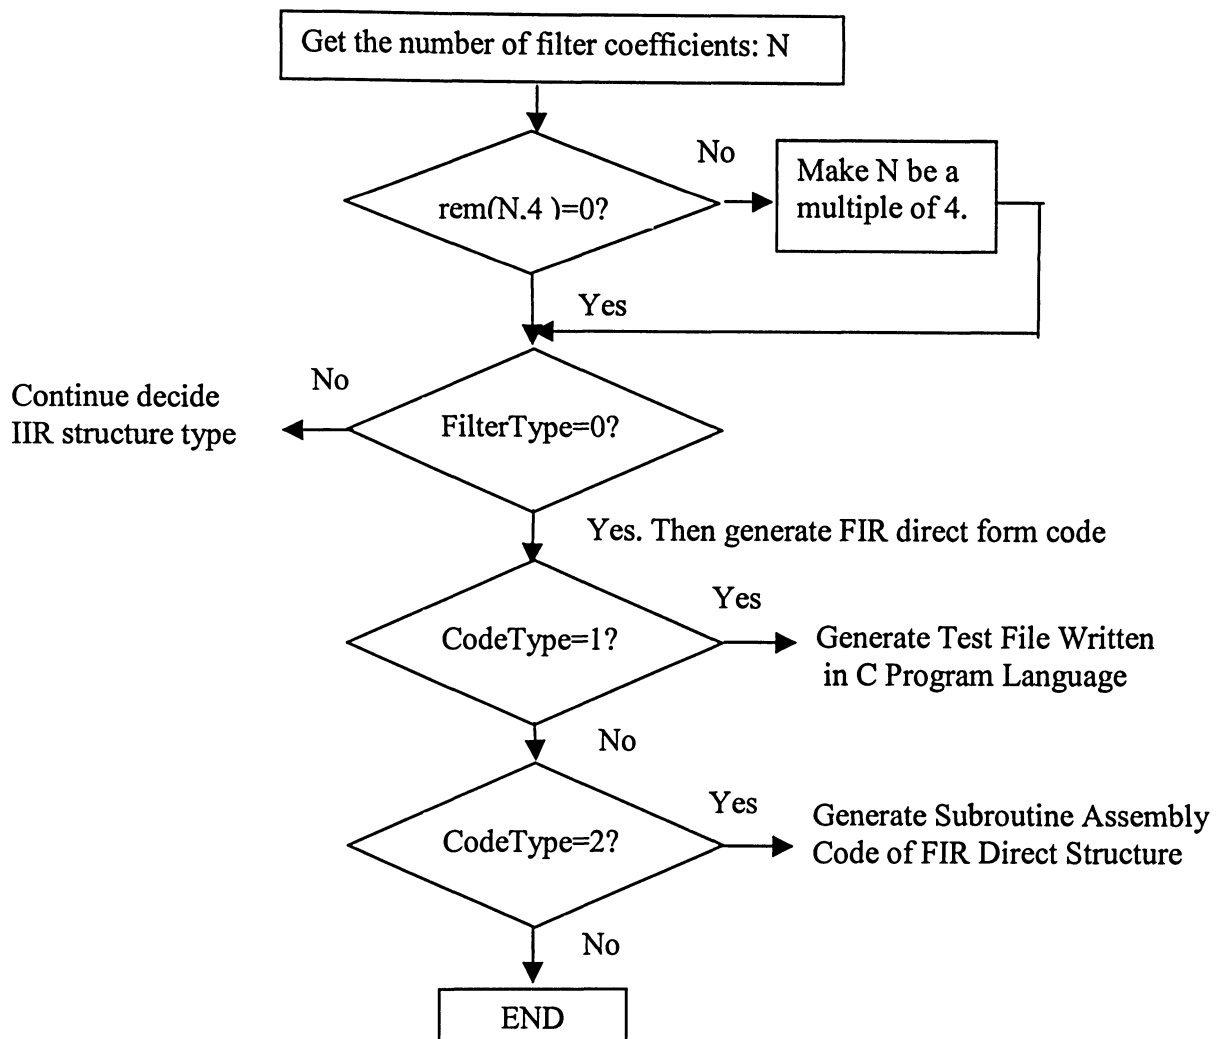 Get the number of filter coefficients: N
No
Make N be a
multiple of 4.
rem(N,4 )=0?
Yes
No
Continue decide
IIR structure type
FilterType=0?
Yes. Then generate FIR direct form code
Yes
CodeType=1?
Generate Test File Written
in C Program Language
No
Yes
CodeType=2?
Generate Subroutine Assembly
Code of FIR Direct Structure
No
END